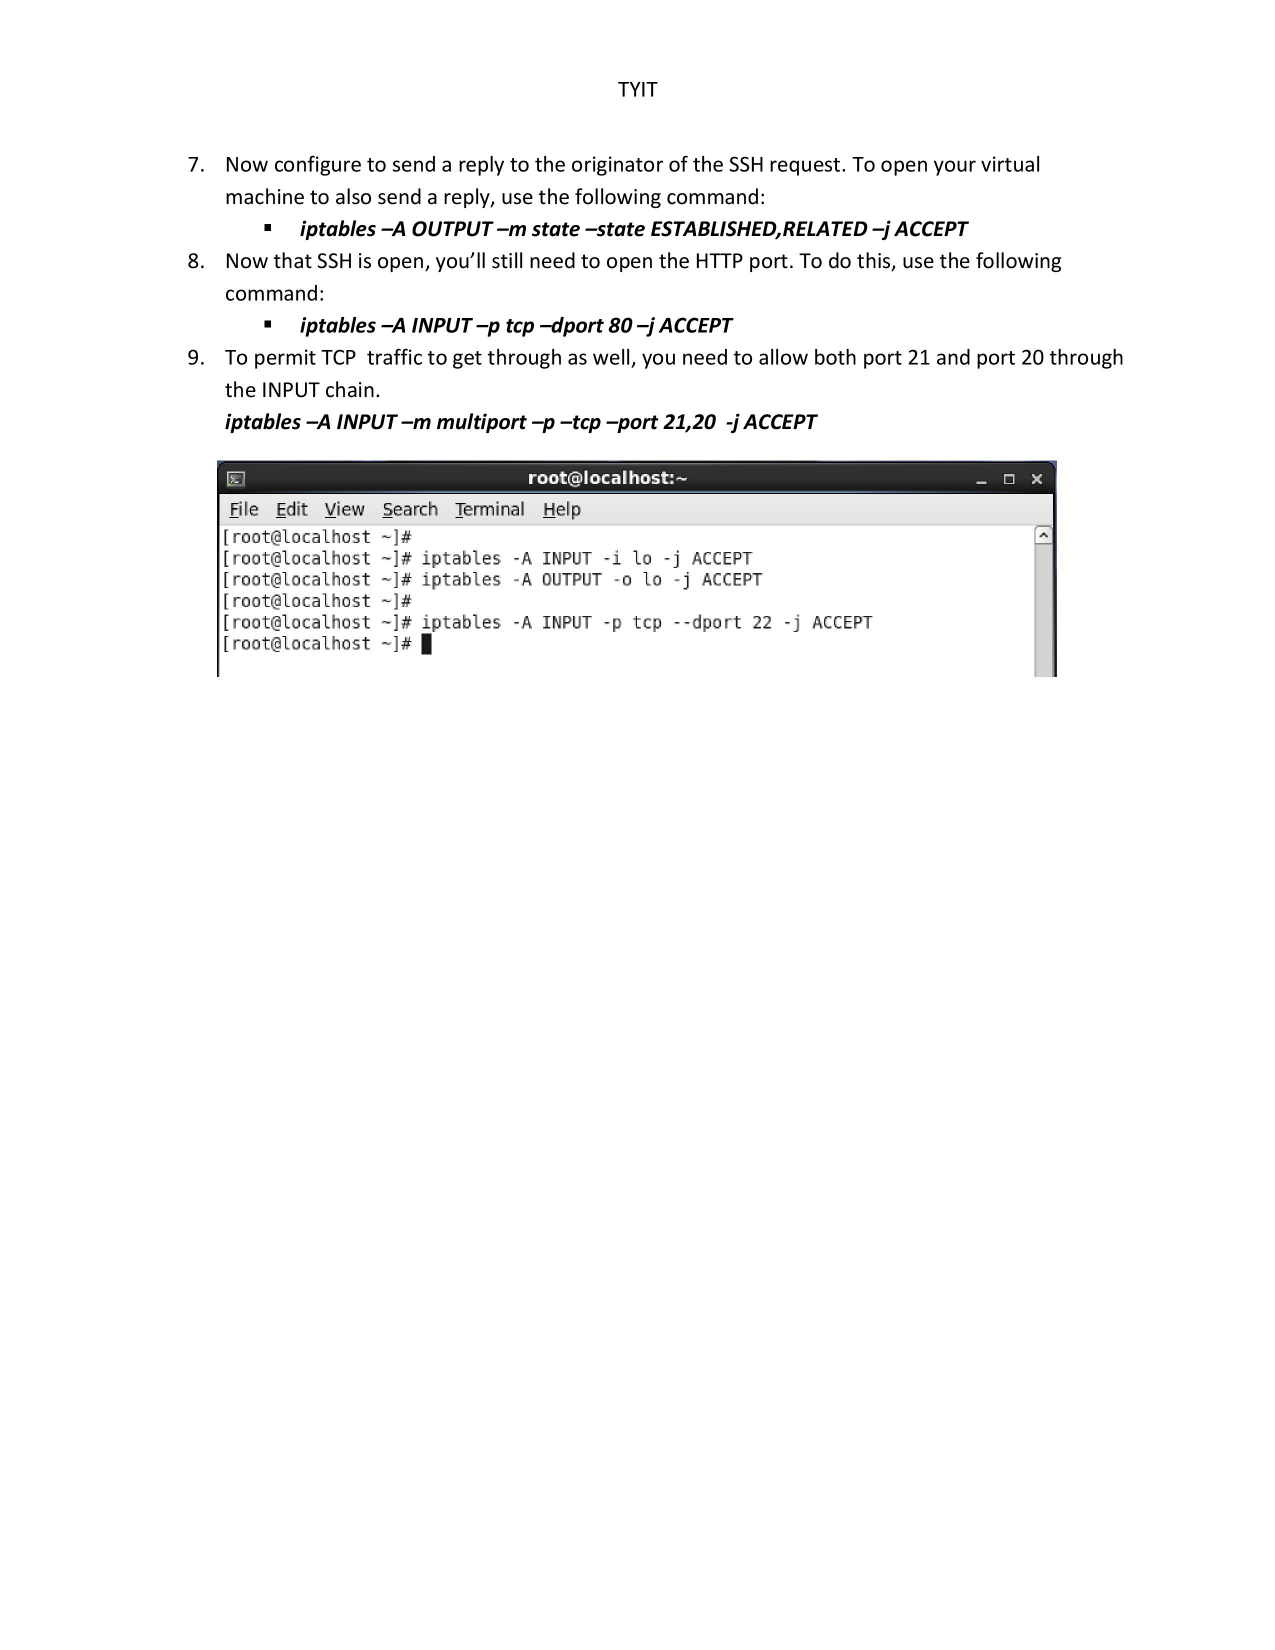 TYIT
7. Now configure to send a reply to the originator of the SSH request. To open your virtual
machine to also send a reply, use the following command:
▪ iptables –A OUTPUT –m state –state ESTABLISHED,RELATED –j ACCEPT
8. Now that SSH is open, you’ll still need to open the HTTP port. To do this, use the following
command:
▪ iptables –A INPUT –p tcp –dport 80 –j ACCEPT
9. To permit TCP  traffic to get through as well, you need to allow both port 21 and port 20 through
the INPUT chain.
iptables –A INPUT –m multiport –p –tcp –port 21,20  -j ACCEPT
root@localhost:~
File Edit View Search Terminal Help
[root@localhost ~]#
[root@localhost ~]# iptables -A INPUT -i lo -j ACCEPT
[root@localhost ~]# iptables -A OUTPUT -o lo -j ACCEPT
[root@localhost ~]#
[root@localhost ~]# iptables -A INPUT -p tcp --dport 22 -j ACCEPT
[root@localhost ~]#